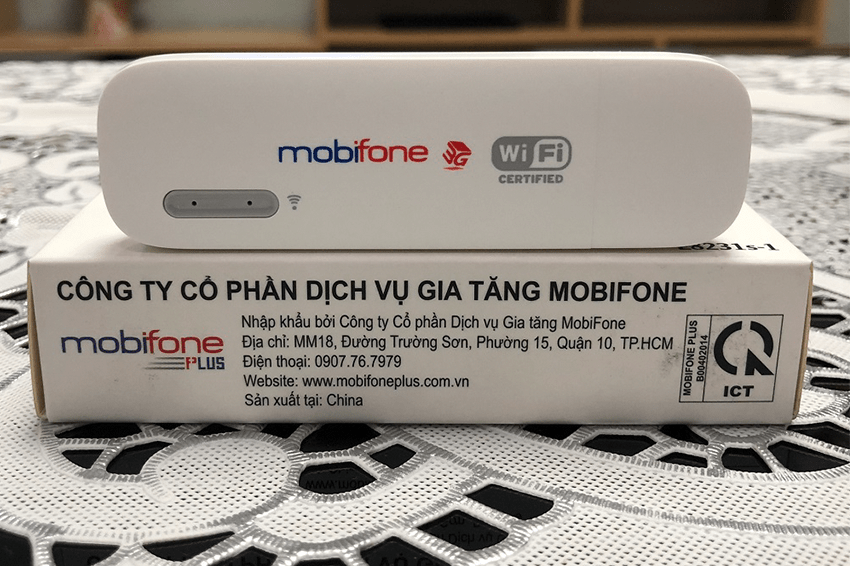 mobifone 3G Wi Fi
CERTIFIED
E8231s-1
CÔNG TY CỔ PHẦN DỊCH VỤ GIA TĂNG MOBIFONE
mobifone
PLUS
Nhập khẩu bởi Công ty Cổ phần Dịch vụ Gia tăng MobiFone
Địa chỉ: MM18, Đường Trường Sơn, Phường 15, Quận 10, TP.HCM
Điện thoại: 0907.76.7979
Website: www.mobifoneplus.com.vn
Sản xuất tại: China
MOBIFONE PLUS
B00402014
ICT